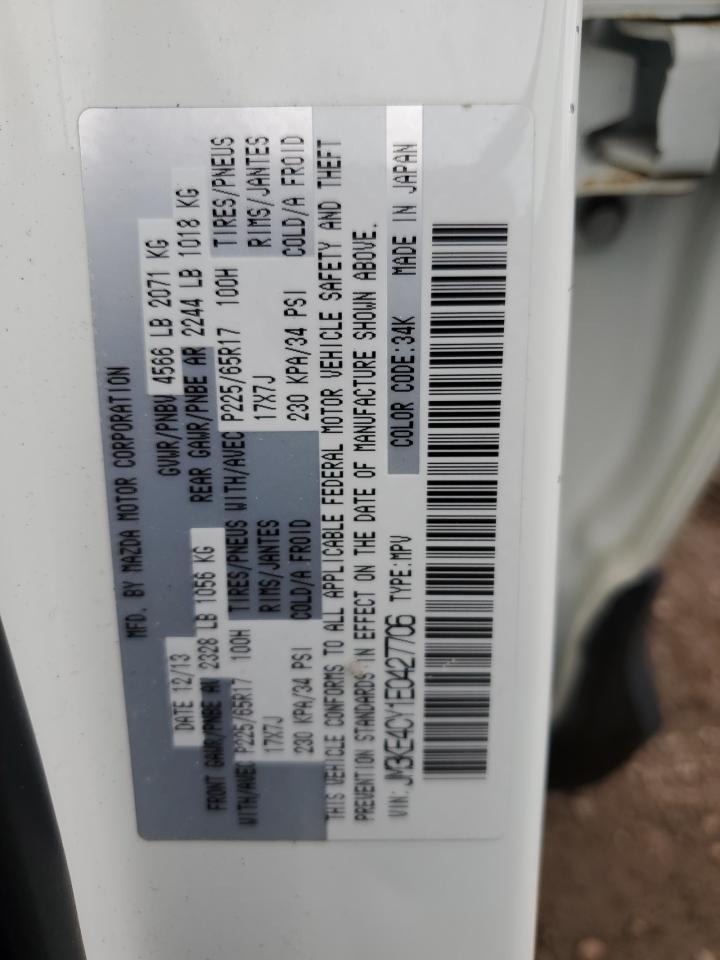 MFD. BY MAZDA MOTOR CORPORATION
DATE 12/13 GVWR/PNBV 4566 LB 2071 KG
FRONT GAWR/PNBE AV 2328 LB 1056 KG REAR GAWR/PNBE AR 2244 LB 1018 KG
WITH/AVEC P225/65R17 100H TIRES/PNEUS WITH/AVEC P225/65R17 100H TIRES/PNEUS
17X7J RIMS/JANTES 17X7J RIMS/JANTES
230 KPA/34 PSI COLD/A FROID 230 KPA/34 PSI COLD/A FROID
THIS VEHICLE CONFORMS TO ALL APPLICABLE FEDERAL MOTOR VEHICLE SAFETY AND THEFT
PREVENTION STANDARDS IN EFFECT ON THE DATE OF MANUFACTURE SHOWN ABOVE.
VIN: JM3KE4CY1E0427706 TYPE:MPV COLOR CODE:34K MADE IN JAPAN